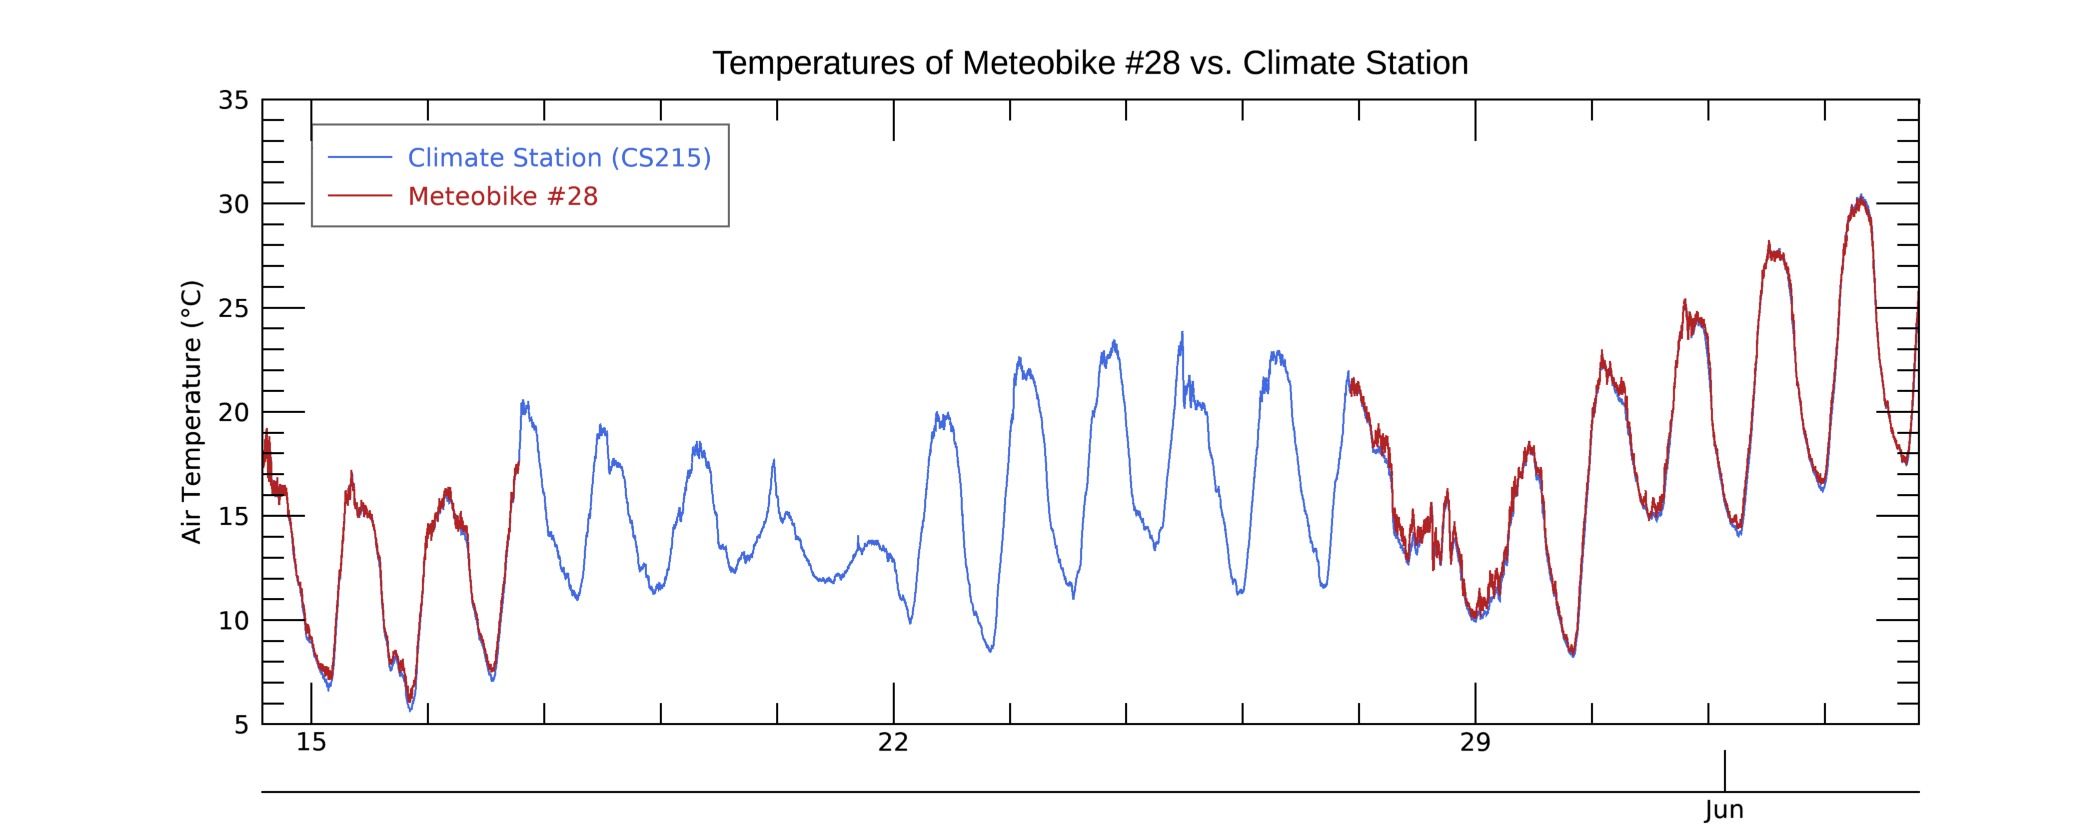 Temperatures of Meteobike #28 vs. Climate Station
35
30
25
20
15
10
5
Air Temperature (°C)
Climate Station (CS215)
Meteobike #28
15
22
29
Jun